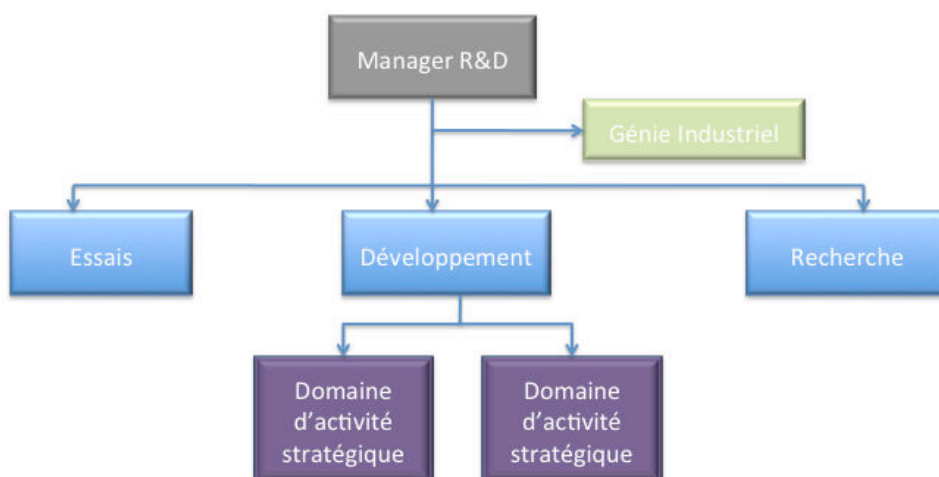 Manager R&D
Génie Industriel
Essais
Développement
Recherche
Domaine
d’activité
stratégique
Domaine
d’activité
stratégique